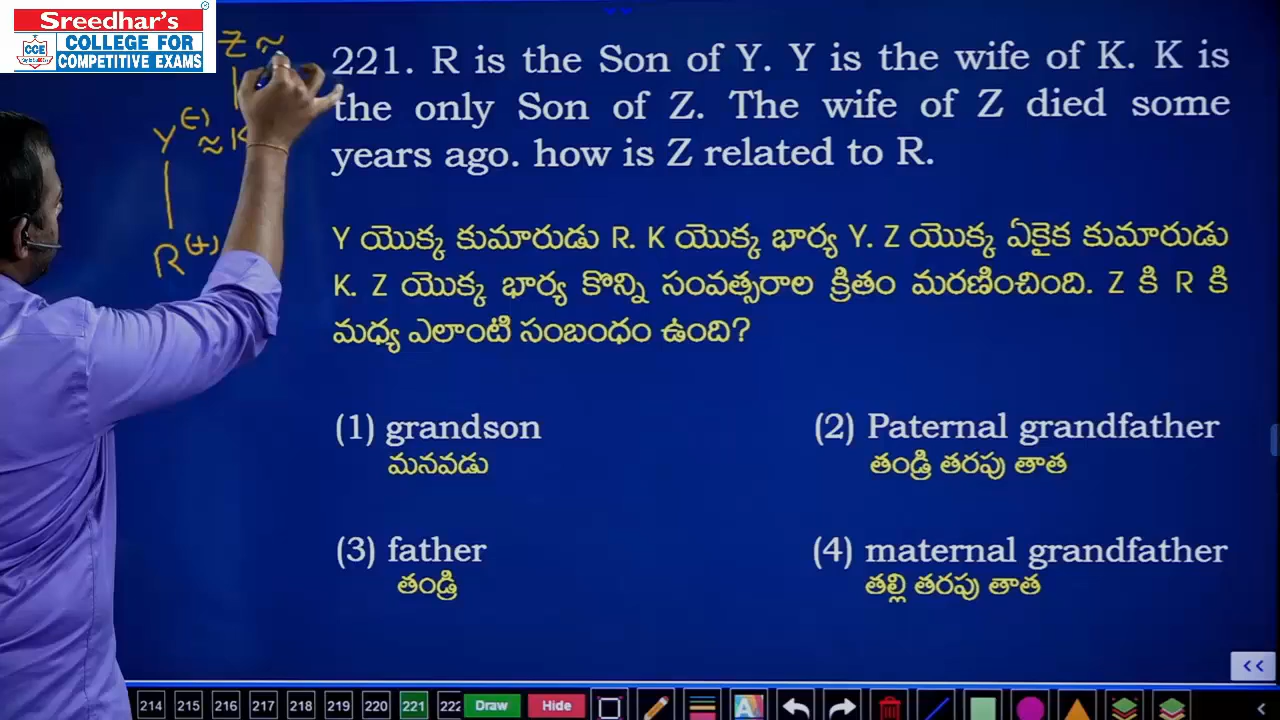 Sreedhar's
CCE
COLLEGE FOR
COMPETITIVE EXAMS
Z ≈
Y (-) ≈ K
R (+)
221. R is the Son of Y. Y is the wife of K. K is
the only Son of Z. The wife of Z died some
years ago. how is Z related to R.
Y యొక్క కుమారుడు R. K యొక్క భార్య Y. Z యొక్క ఏకైక కుమారుడు
K. Z యొక్క భార్య కొన్ని సంవత్సరాల క్రితం మరణించింది. Z కి R కి
మధ్య ఎలాంటి సంబంధం ఉంది?
(1) grandson
మనవడు
(2) Paternal grandfather
తండ్రి తరపు తాత
(3) father
తండ్రి
(4) maternal grandfather
తల్లి తరపు తాత
<<
214 215 216 217 218 219 220 221 222 Draw Hide A <